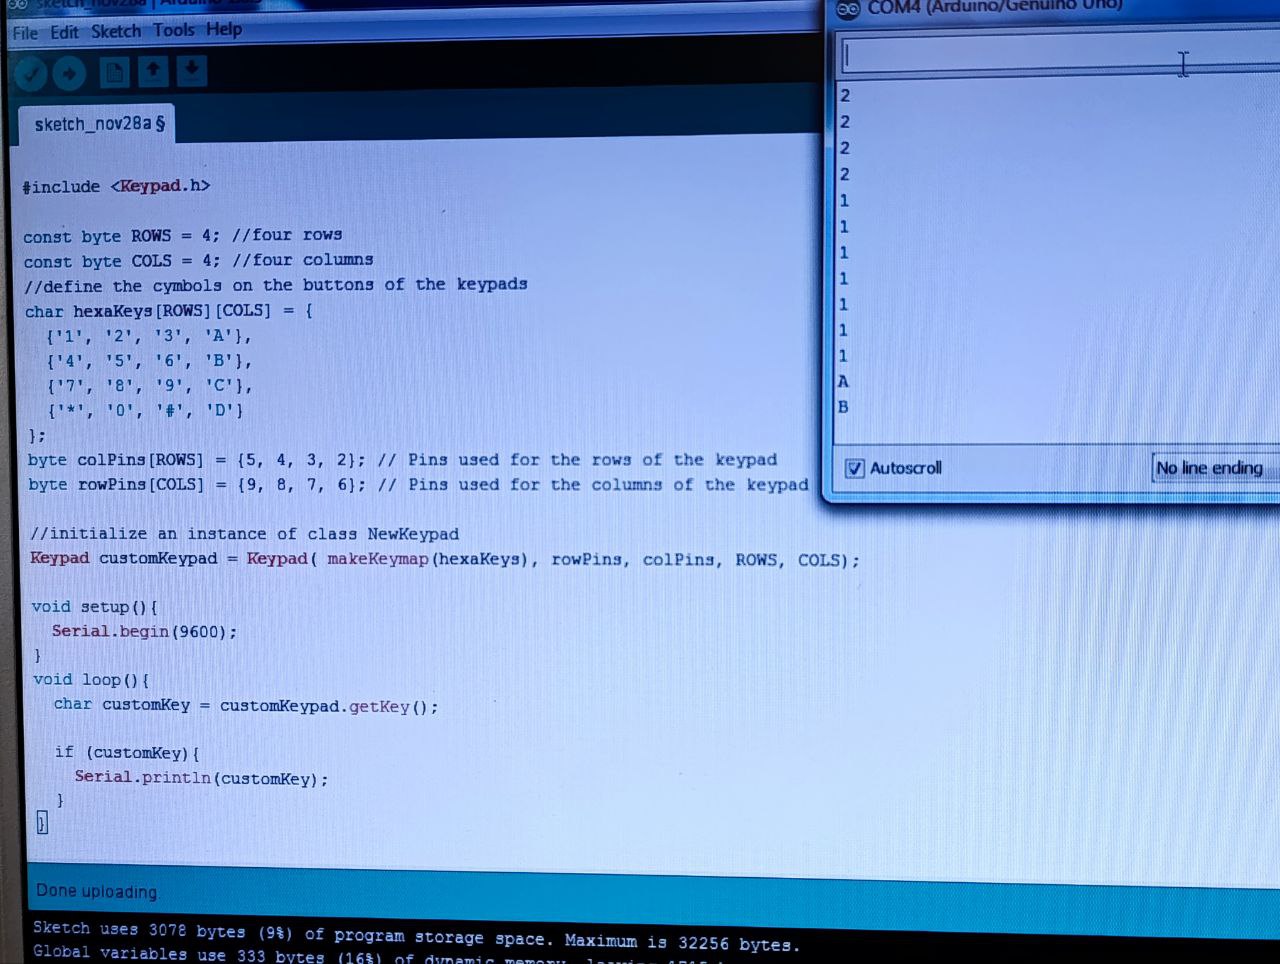 File Edit Sketch Tools Help
sketch_nov28a §
#include <Keypad.h>
const byte ROWS = 4; //four rows
const byte COLS = 4; //four columns
//define the cymbols on the buttons of the keypads
char hexaKeys[ROWS][COLS] = {
{'1', '2', '3', 'A'},
{'4', '5', '6', 'B'},
{'7', '8', '9', 'C'},
{'*', '0', '#', 'D'}
};
byte colPins[ROWS] = {5, 4, 3, 2}; // Pins used for the rows of the keypad
byte rowPins[COLS] = {9, 8, 7, 6}; // Pins used for the columns of the keypad
//initialize an instance of class NewKeypad
Keypad customKeypad = Keypad( makeKeymap(hexaKeys), rowPins, colPins, ROWS, COLS);
void setup(){
Serial.begin(9600);
}
void loop(){
char customKey = customKeypad.getKey();
if (customKey){
Serial.println(customKey);
}
}
Done uploading
Sketch uses 3078 bytes (9%) of program storage space. Maximum is 32256 bytes.
Global variables use 333 bytes (16%) of dynamic memory,
COM4 (Arduino/Genuino Uno)
2
2
2
2
1
1
1
1
1
1
1
A
B
Autoscroll
No line ending